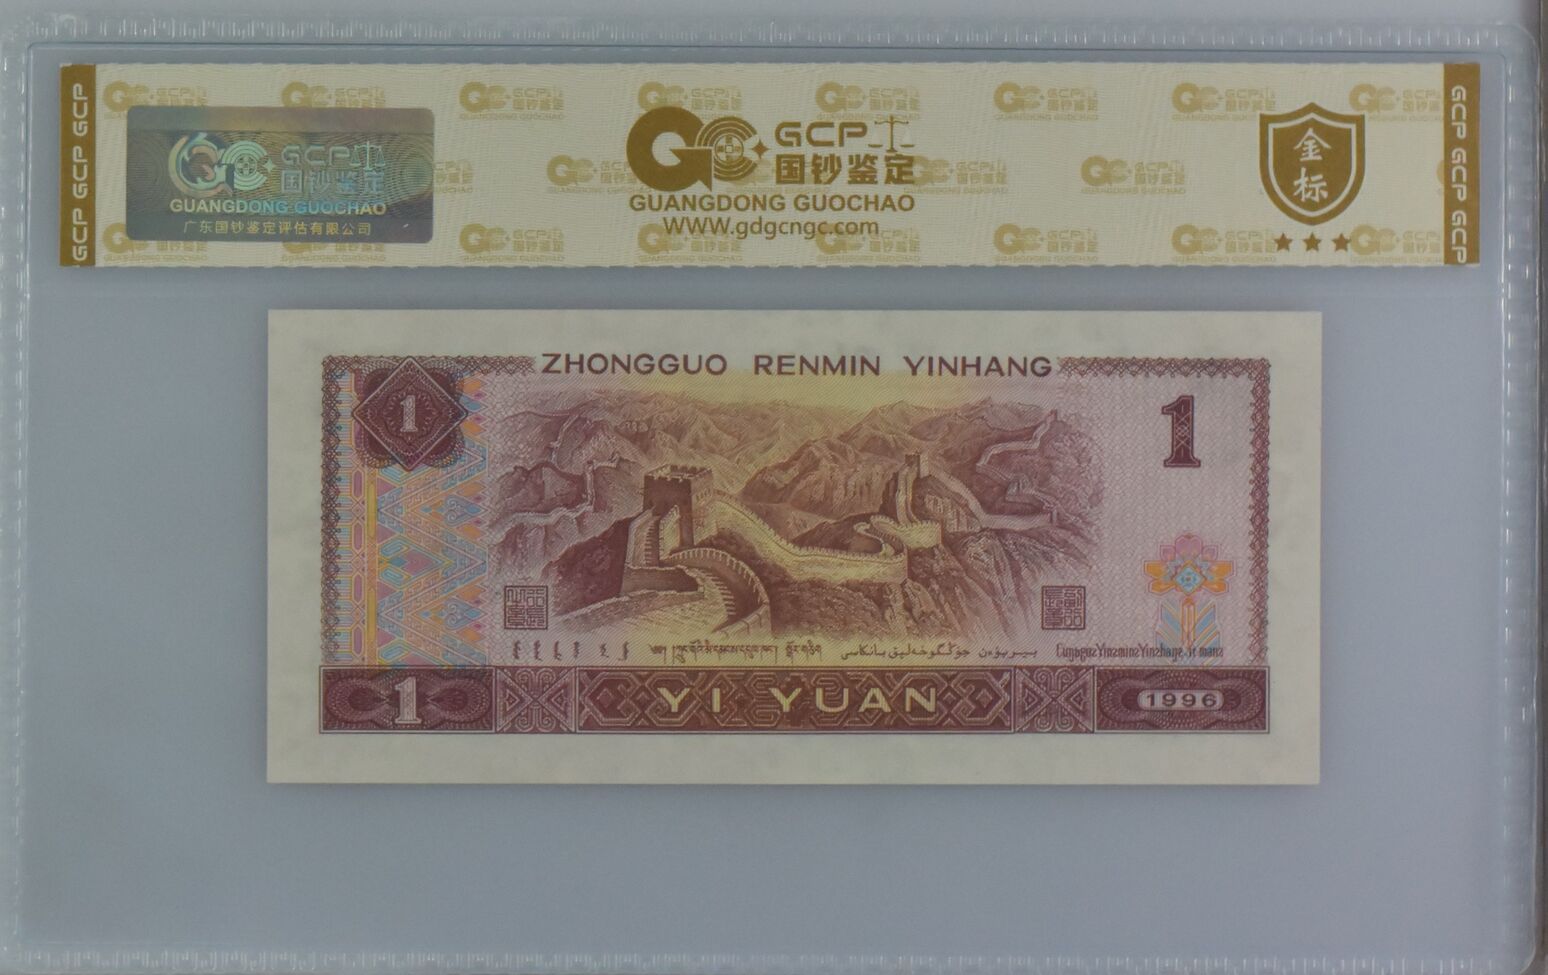 GCP GCP GCP
GCP
国钞鉴定
GUANGDONG GUOCHAO
广东国钞鉴定评估有限公司
GCP
国钞鉴定
GUANGDONG GUOCHAO
WWW.gdgcngc.com
金标
GCP GCP GCP
ZHONGGUO RENMIN YINHANG
1
1
1 YI YUAN 1996